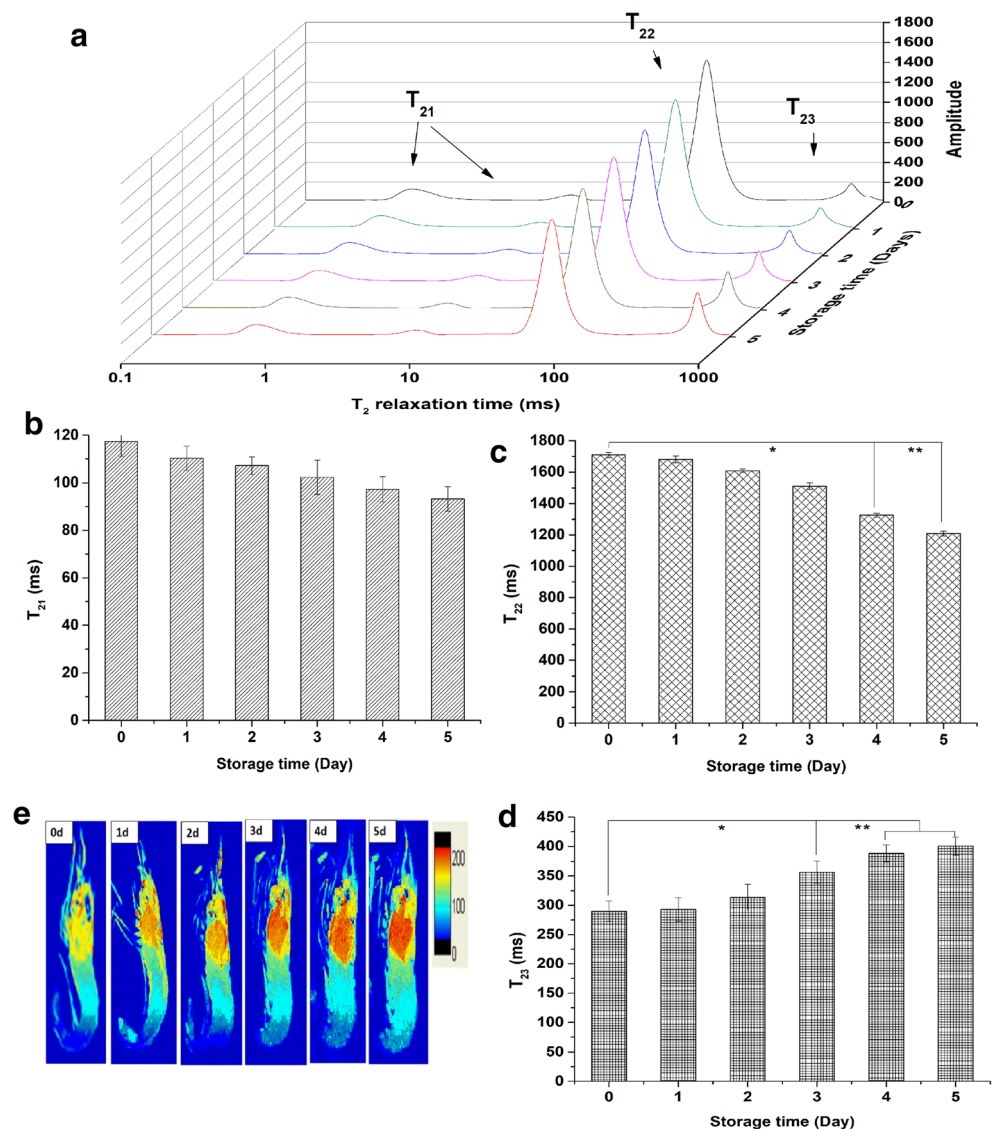 a
T22
T21
T23
1800
1600
1400
1200
1000
800
600
400
200
0
Amplitude
0
1
2
3
4
5
Storage time (Days)
0.1
1
10
100
1000
T2 relaxation time (ms)
b
120
100
80
60
40
20
0
T21 (ms)
0 1 2 3 4 5
Storage time (Day)
c
1800
1600
1400
1200
1000
800
600
400
200
0
T22 (ms)
* **
0 1 2 3 4 5
Storage time (Day)
e
0d 1d 2d 3d 4d 5d
200
100
0
d
450
400
350
300
250
200
150
100
50
0
T23 (ms)
* **
0 1 2 3 4 5
Storage time (Day)